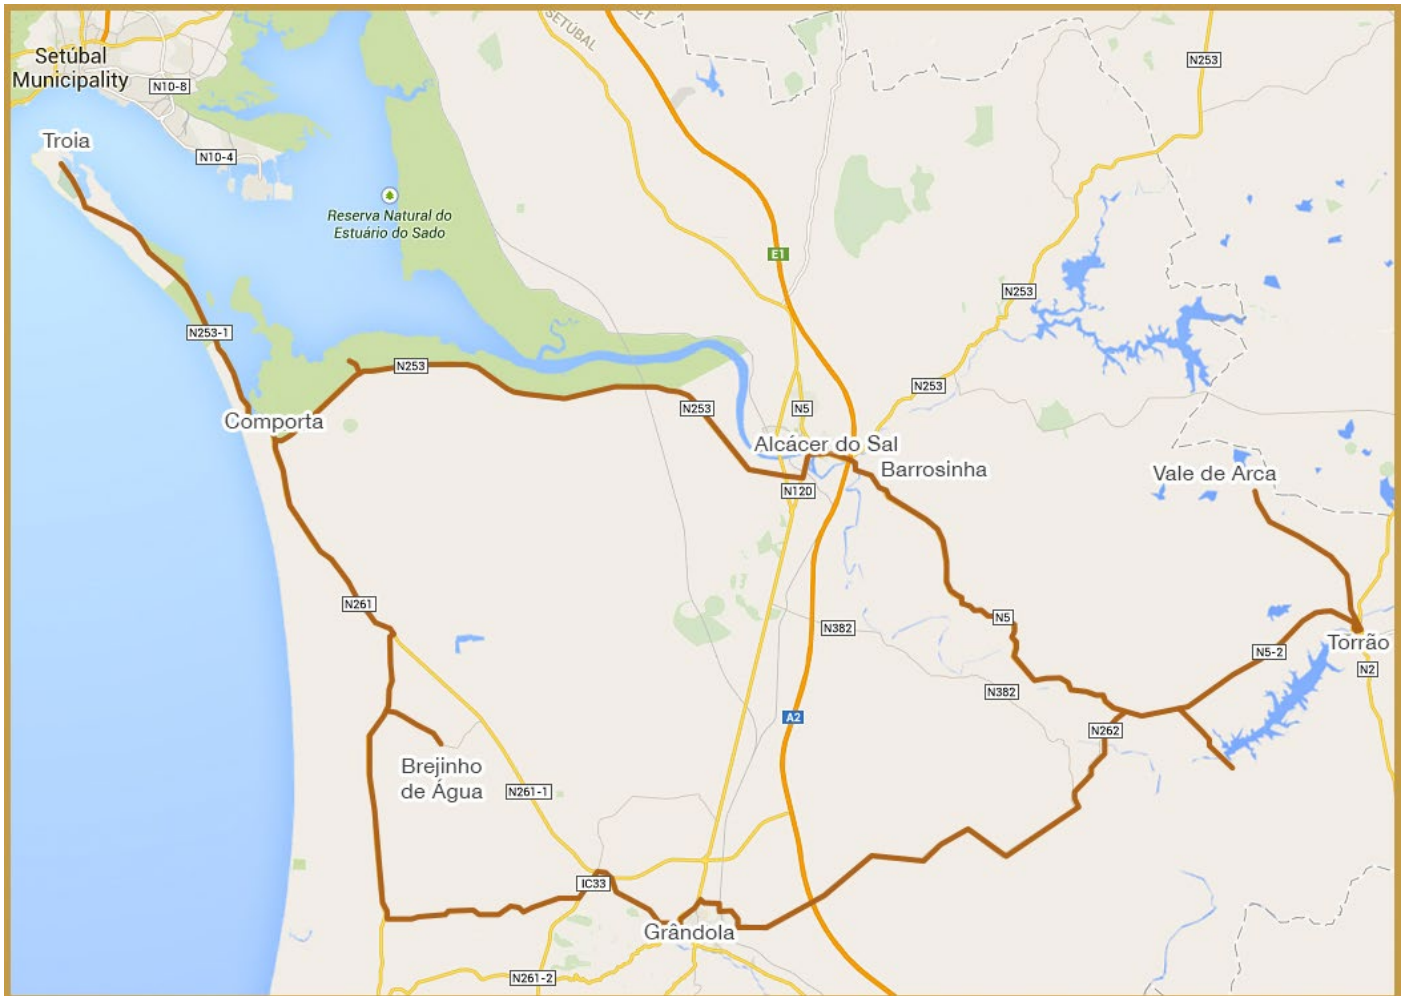 SETÚBAL
Setúbal
Municipality
N253
N10-8
Troia
N10-4
Reserva Natural do
Estuário do Sado
E1
N253
N253-1
N253
N253
N253
N5
Comporta
Alcácer do Sal
Barrosinha
Vale de Arca
N120
N261
N5
N382
Torrão
N5-2
N2
N382
A2
N262
Brejinho
de Água
N261-1
IC33
Grândola
N261-2